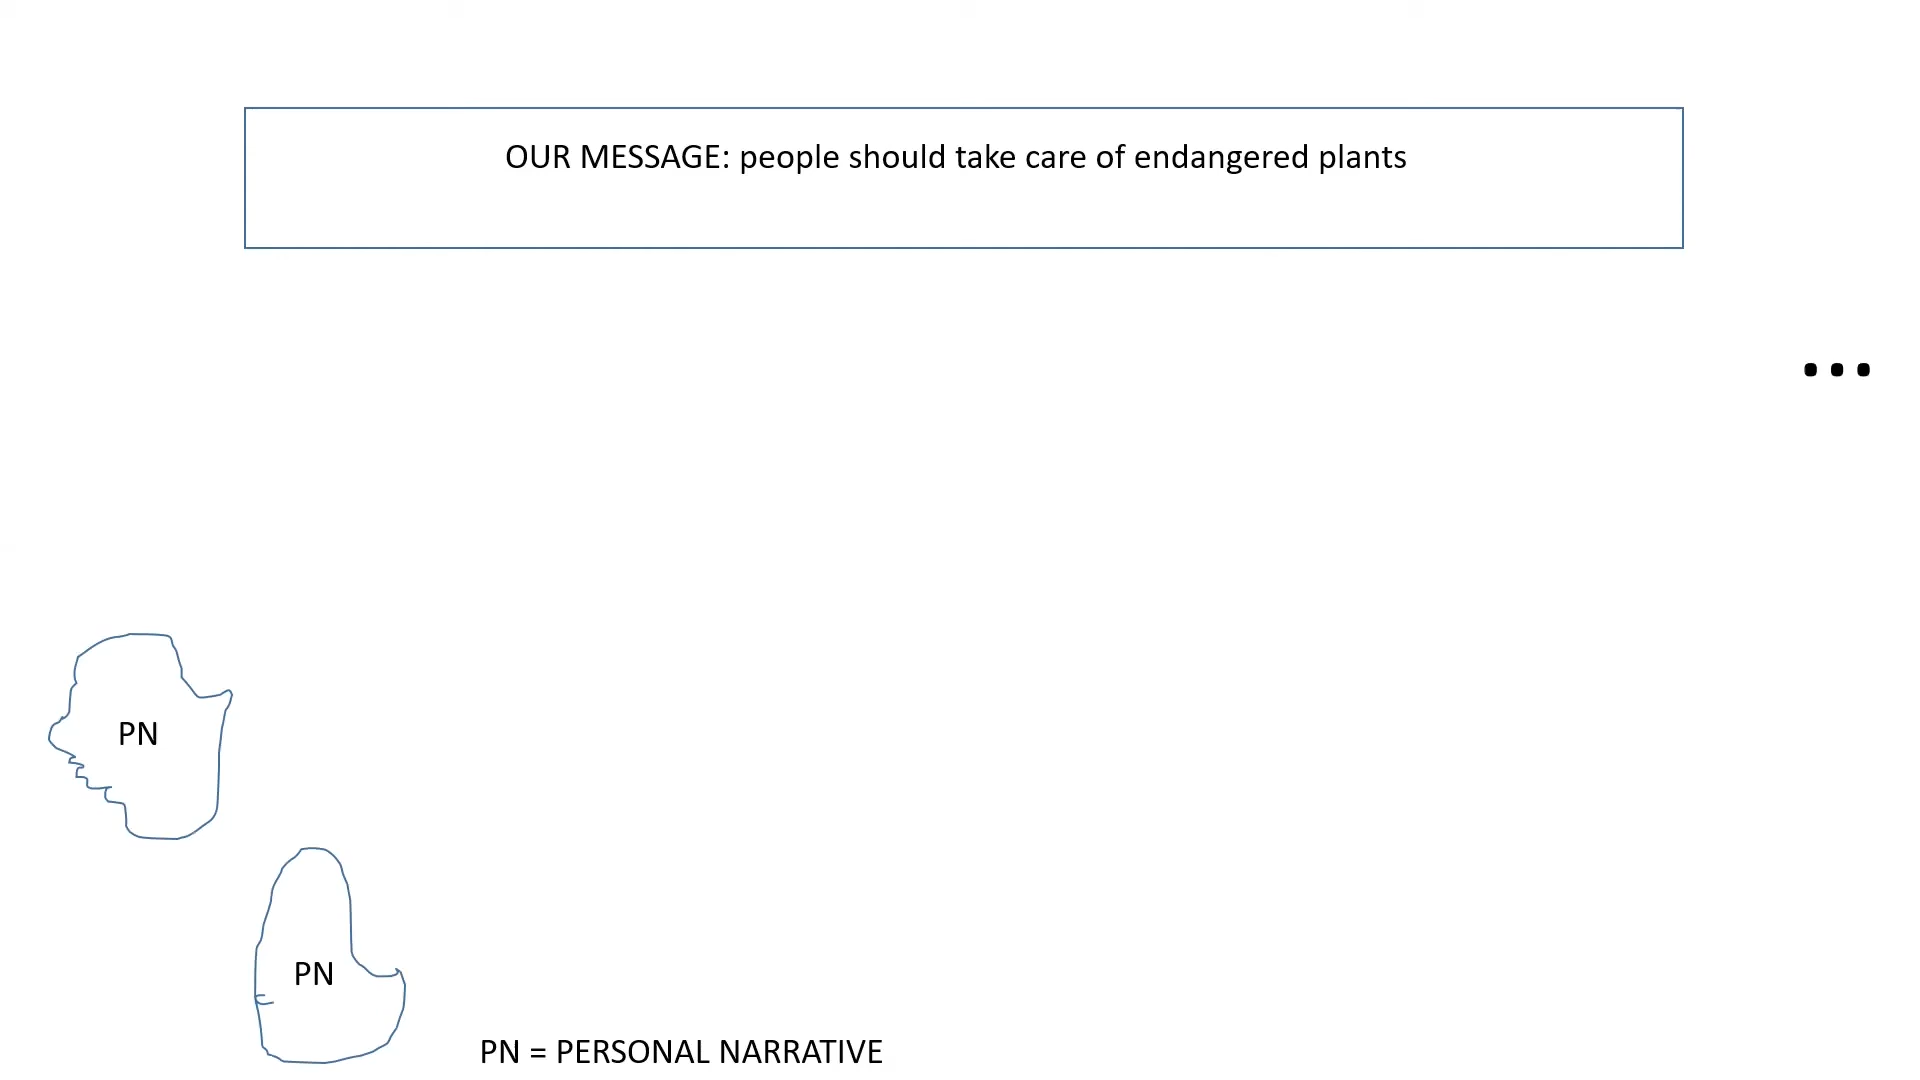 OUR MESSAGE: people should take care of endangered plants
...
PN
PN
PN = PERSONAL NARRATIVE